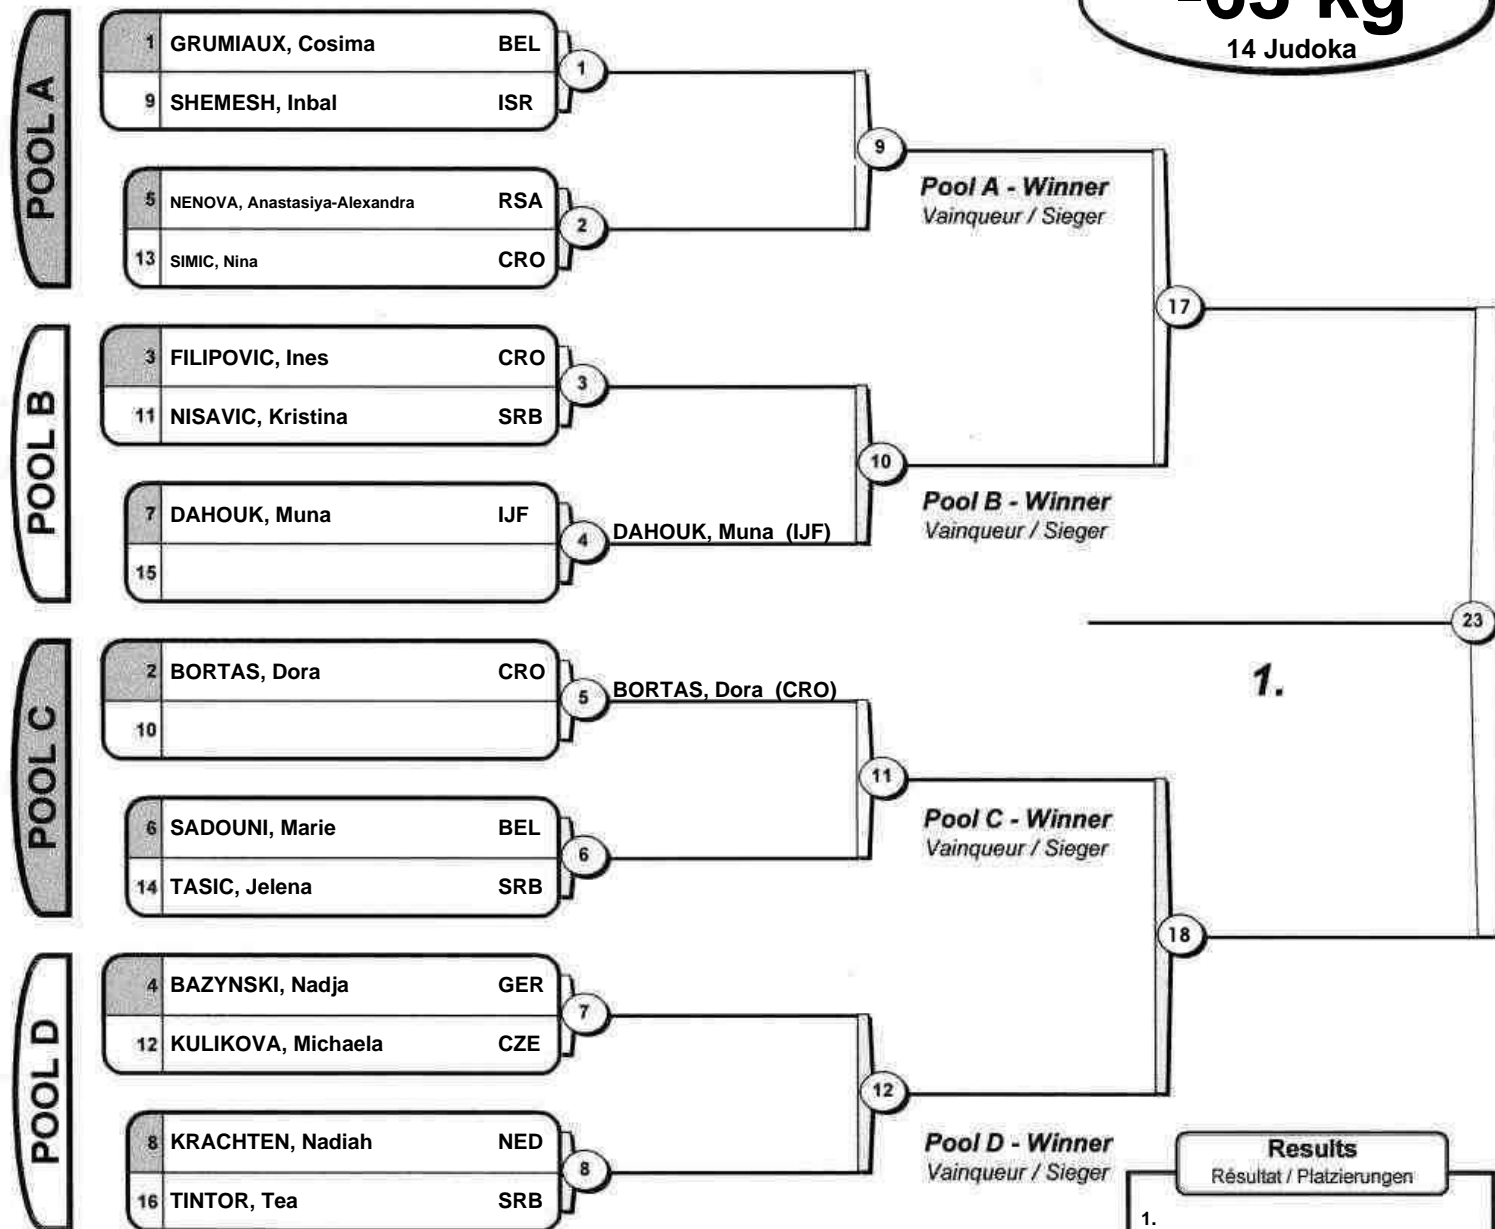 -63 kg
14 Judoka
POOL A
1 GRUMIAUX, Cosima BEL
9 SHEMESH, Inbal ISR
1
5 NENOVA, Anastasiya-Alexandra RSA
13 SIMIC, Nina CRO
2
9
Pool A - Winner
Vainqueur / Sieger
POOL B
3 FILIPOVIC, Ines CRO
11 NISAVIC, Kristina SRB
3
7 DAHOUK, Muna IJF
15
4
DAHOUK, Muna (IJF)
10
Pool B - Winner
Vainqueur / Sieger
17
POOL C
2 BORTAS, Dora CRO
10
5
BORTAS, Dora (CRO)
6 SADOUNI, Marie BEL
14 TASIC, Jelena SRB
6
11
Pool C - Winner
Vainqueur / Sieger
POOL D
4 BAZYNSKI, Nadja GER
12 KULIKOVA, Michaela CZE
7
8 KRACHTEN, Nadiah NED
16 TINTOR, Tea SRB
8
12
Pool D - Winner
Vainqueur / Sieger
18
23
1.
Results
Résultat / Platzierungen
1.